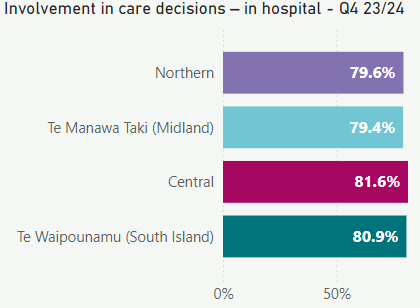 Involvement in care decisions – in hospital - Q4 23/24
Northern 79.6%
Te Manawa Taki (Midland) 79.4%
Central 81.6%
Te Waipounamu (South Island) 80.9%
0% 50%